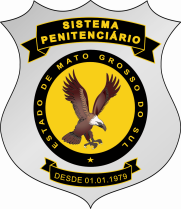 SISTEMA
PENITENCIÁRIO
ESTADO DE MATO GROSSO DO SUL
DESDE 01.01.1979